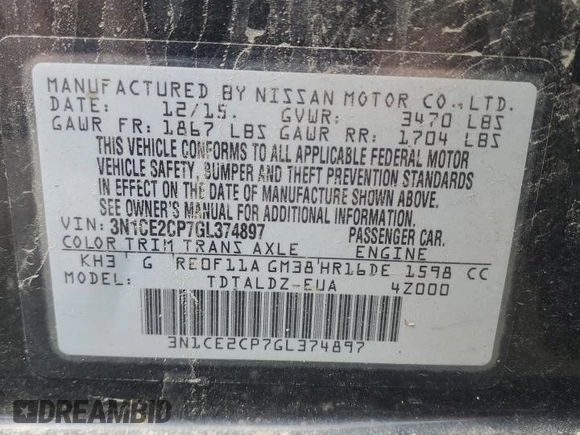 MANUFACTURED BY NISSAN MOTOR CO.,LTD.
DATE: 12/15. GVWR: 3470 LBS
GAWR FR: 1867 LBS GAWR RR: 1704 LBS
THIS VEHICLE CONFORMS TO ALL APPLICABLE FEDERAL MOTOR
VEHICLE SAFETY, BUMPER AND THEFT PREVENTION STANDARDS
IN EFFECT ON THE DATE OF MANUFACTURE SHOWN ABOVE.
SEE OWNER'S MANUAL FOR ADDITIONAL INFORMATION.
VIN: 3N1CE2CP7GL374897 PASSENGER CAR.
COLOR TRIM TRANS AXLE ENGINE
KH3 G RE0F11A GM38 HR16DE 1598 CC
MODEL: TDTALDZ-EUA 4Z000
3N1CE2CP7GL374897
DREAMBID